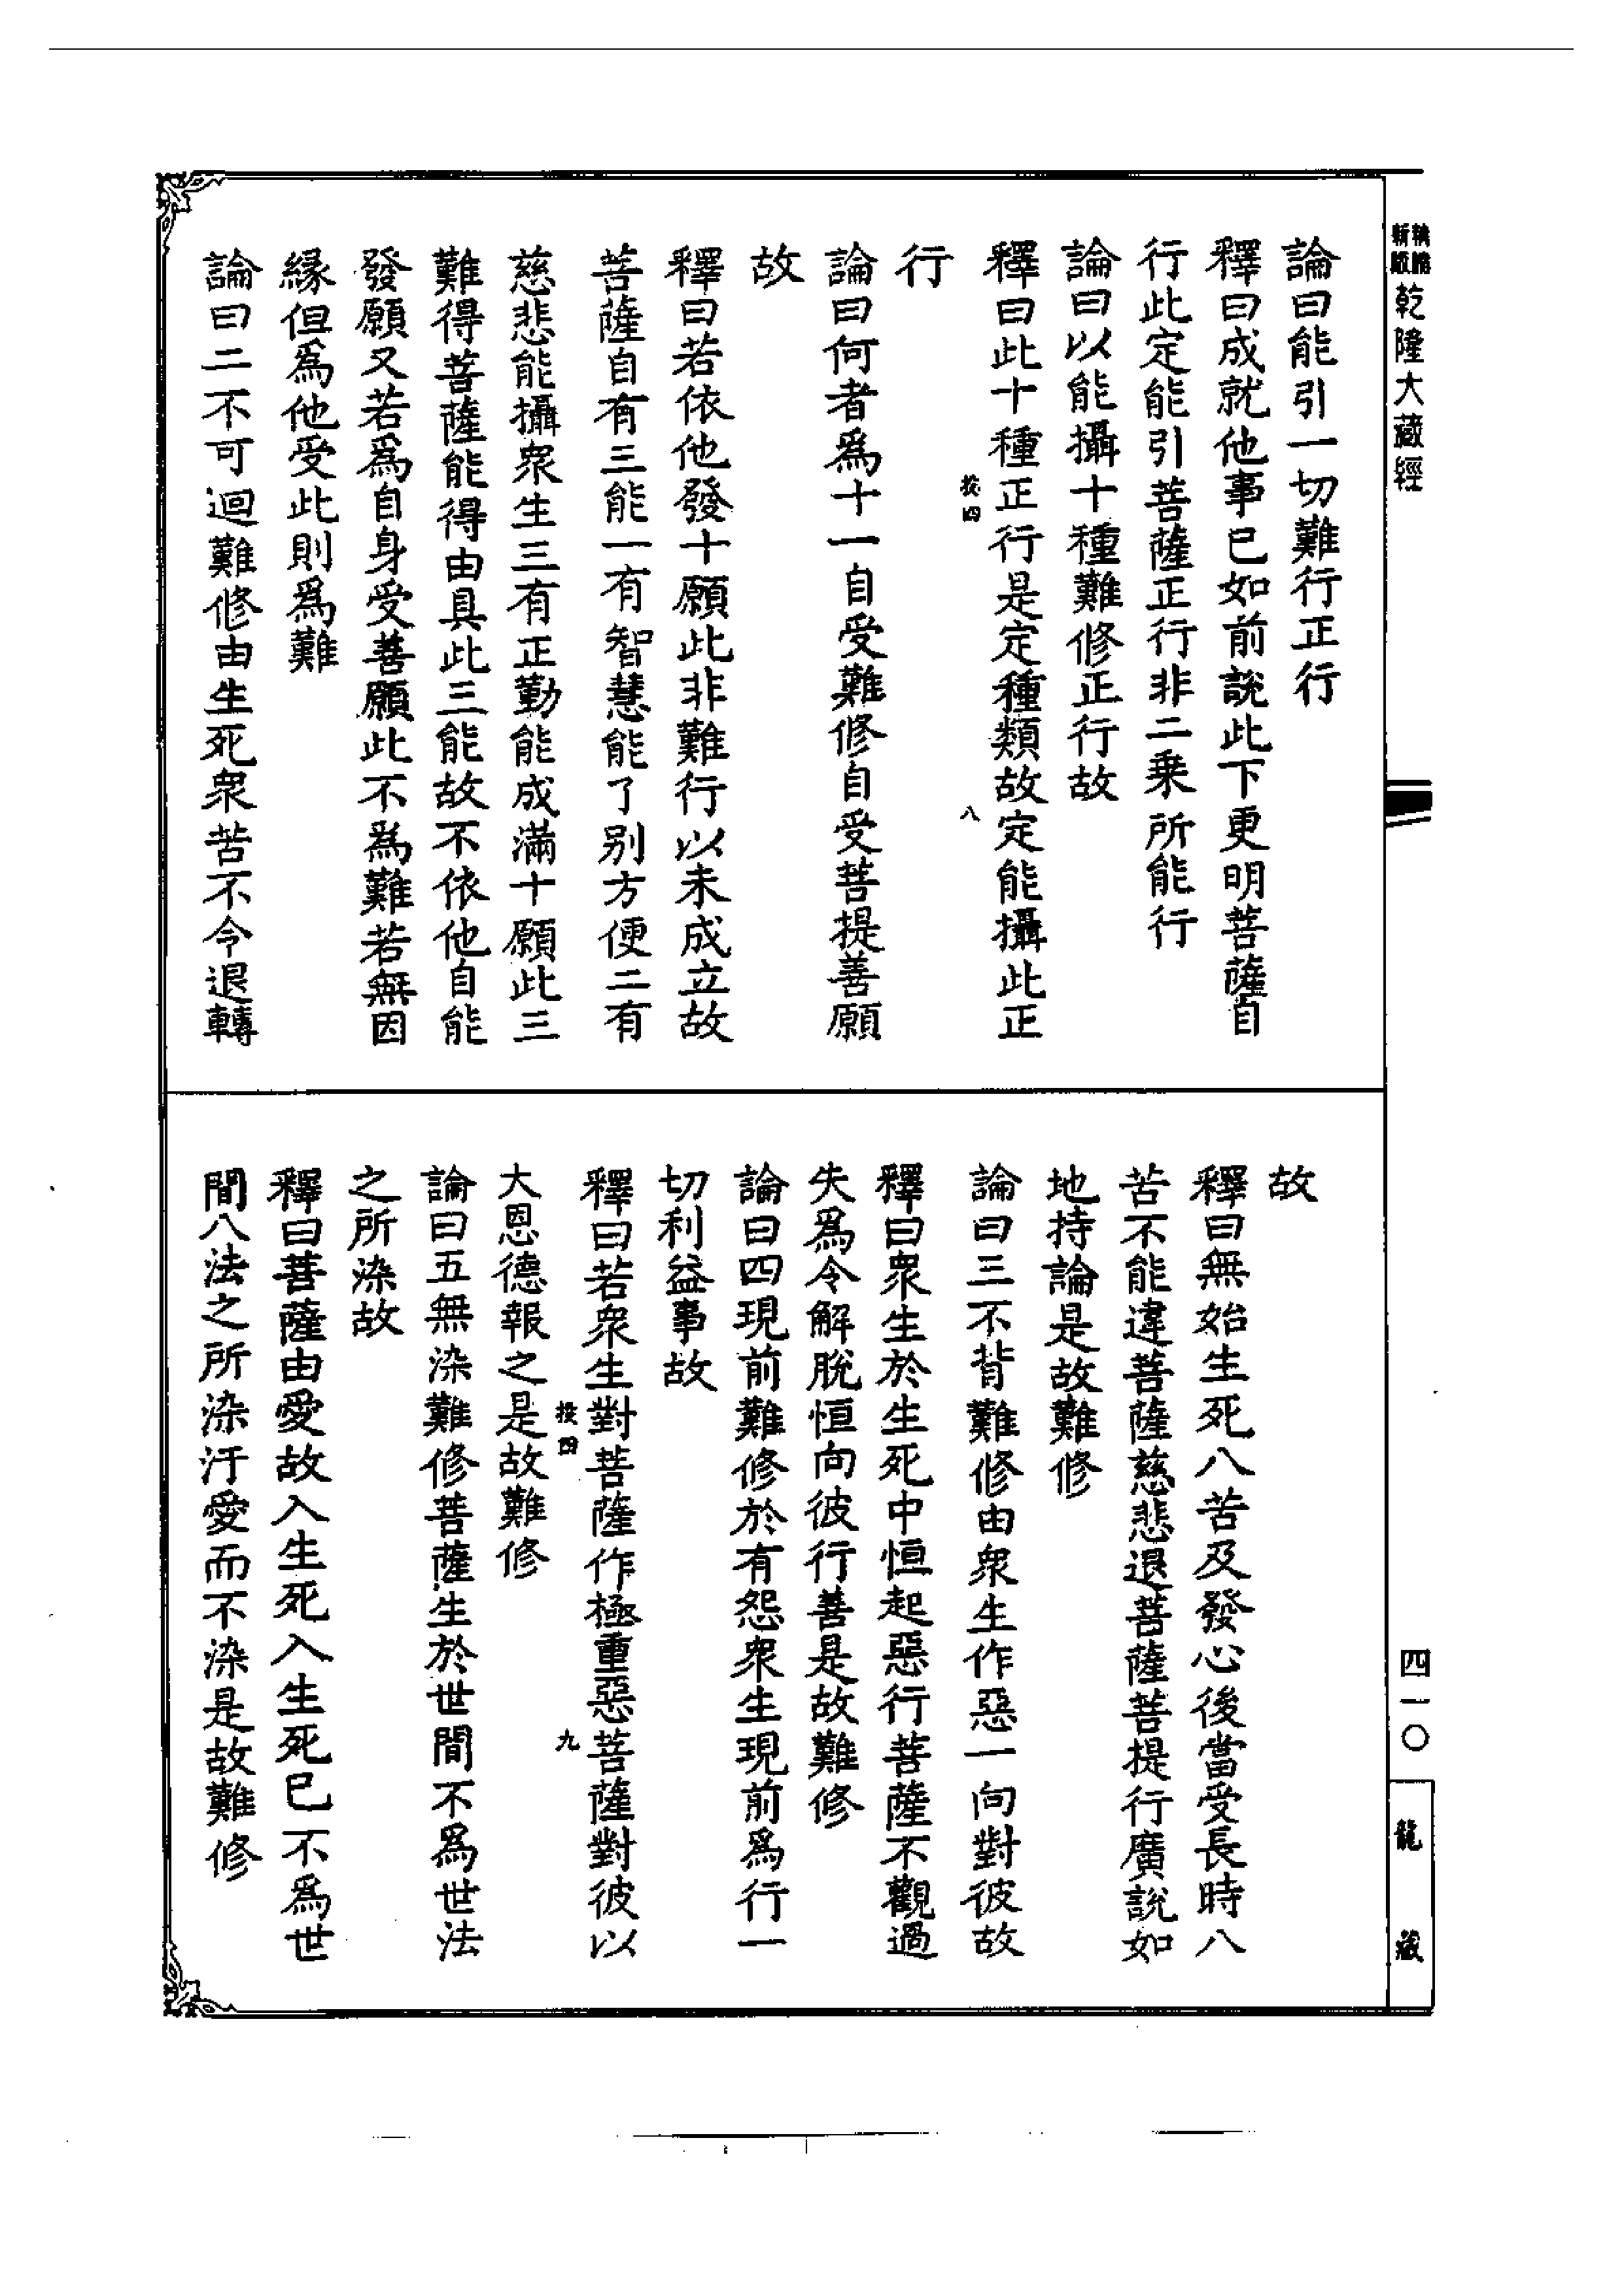 乾隆大藏經
四一〇
龍藏
論曰能引一切難行正行
釋曰成就他事已如前說此下更明菩薩自
行此定能引菩薩正行非二乘所能行
論曰以能攝十種難修正行故
釋曰此十種正行是定種類故定能攝此正
行
論曰何者爲十一自受難修自受菩提善願
故
釋曰若依他發十願此非難行以未成立故
菩薩自有三能一有智慧能了別方便二有
慈悲能攝衆生三有正勤能成滿十願此三
難得菩薩能得由具此三能故不依他自能
發願又若爲自身受善願此不爲難若無因
緣但爲他受此則爲難
論曰二不可迴難修由生死衆苦不令退轉
八
故
釋曰無始生死八苦及發心後當受長時八
苦不能違菩薩慈悲退菩薩菩提行廣說如
地持論是故難修
論曰三不背難修由衆生作惡一向對彼故
釋曰衆生於生死中恒起惡行菩薩不觀過
失爲令解脫恒向彼行善是故難修
論曰四現前難修於有怨衆生現前爲行一
切利益事故
釋曰若衆生對菩薩作極重惡菩薩對彼以
大恩德報之是故難修
論曰五無染難修菩薩生於世間不爲世法
之所染故
釋曰菩薩由愛故入生死入生死已不爲世
間八法之所染汙愛而不染是故難修
九